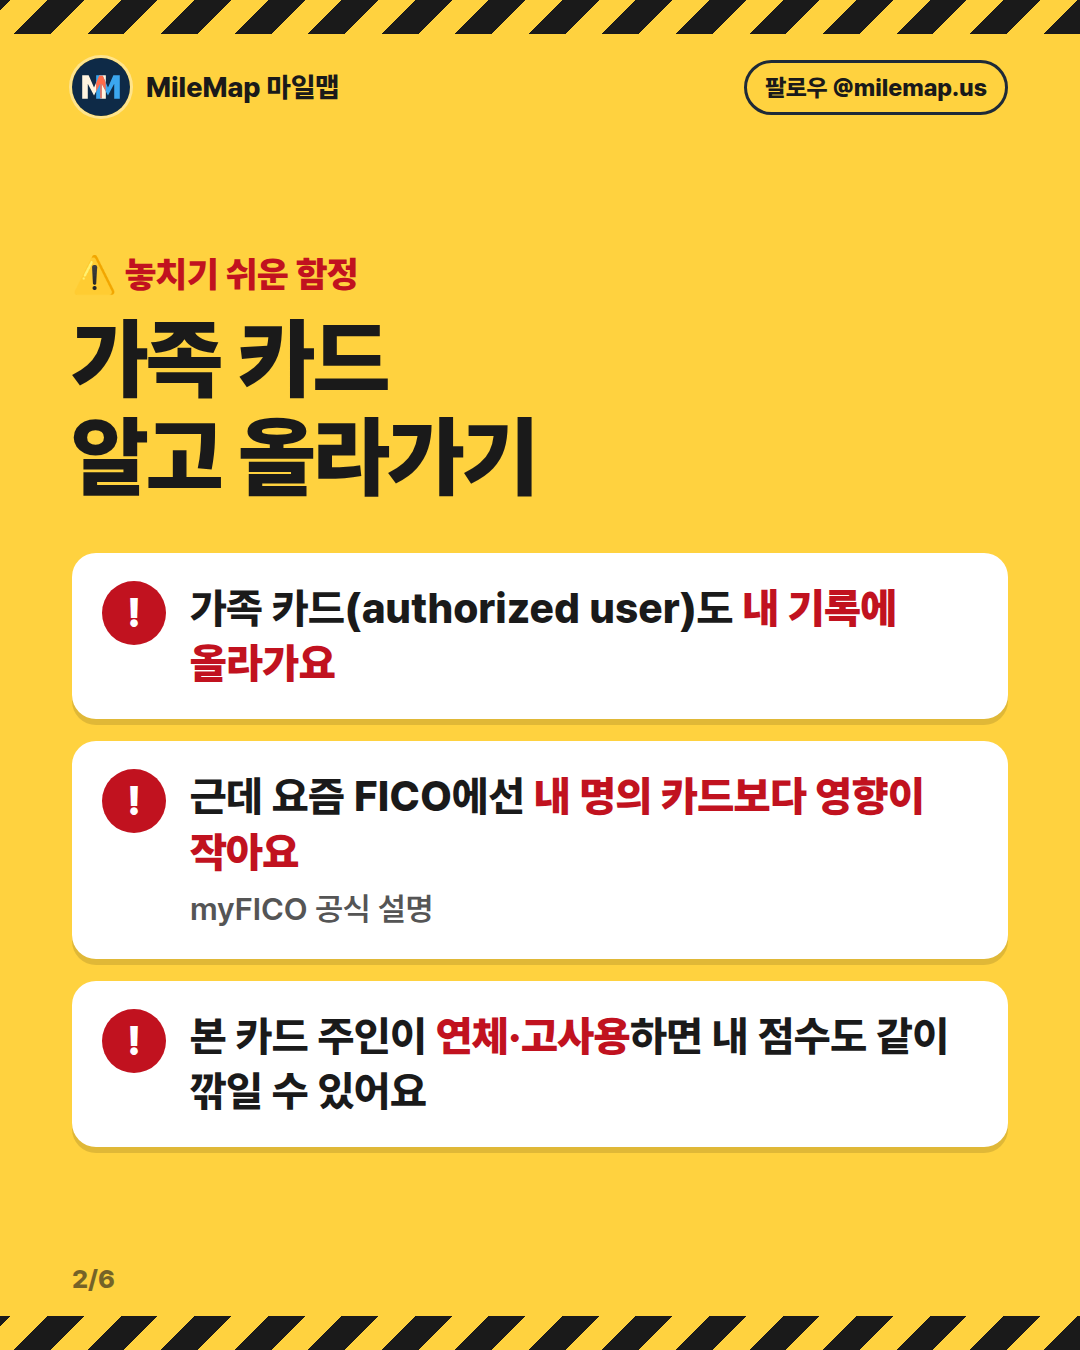 MM
MileMap 마일맵
팔로우 @milemap.us
⚠️ 놓치기 쉬운 함정
가족 카드
알고 올라가기
! 가족 카드(authorized user)도 내 기록에
올라가요
! 근데 요즘 FICO에선 내 명의 카드보다 영향이
작아요
myFICO 공식 설명
! 본 카드 주인이 연체·고사용하면 내 점수도 같이
깎일 수 있어요
2/6